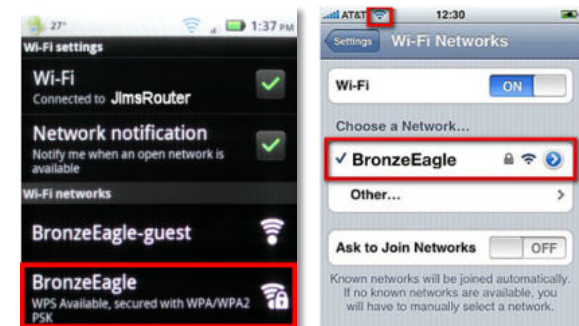 27°
1:37 PM
Wi-Fi settings
Wi-Fi
Connected to JimsRouter
Network notification
Notify me when an open network is
available
Wi-Fi networks
BronzeEagle-guest
BronzeEagle
WPS Available, secured with WPA/WPA2
PSK
AT&T
12:30
Settings
Wi-Fi Networks
Wi-Fi
ON
Choose a Network...
BronzeEagle
Other...
Ask to Join Networks
OFF
Known networks will be joined automatically.
If no known networks are available, you
will have to manually select a network.